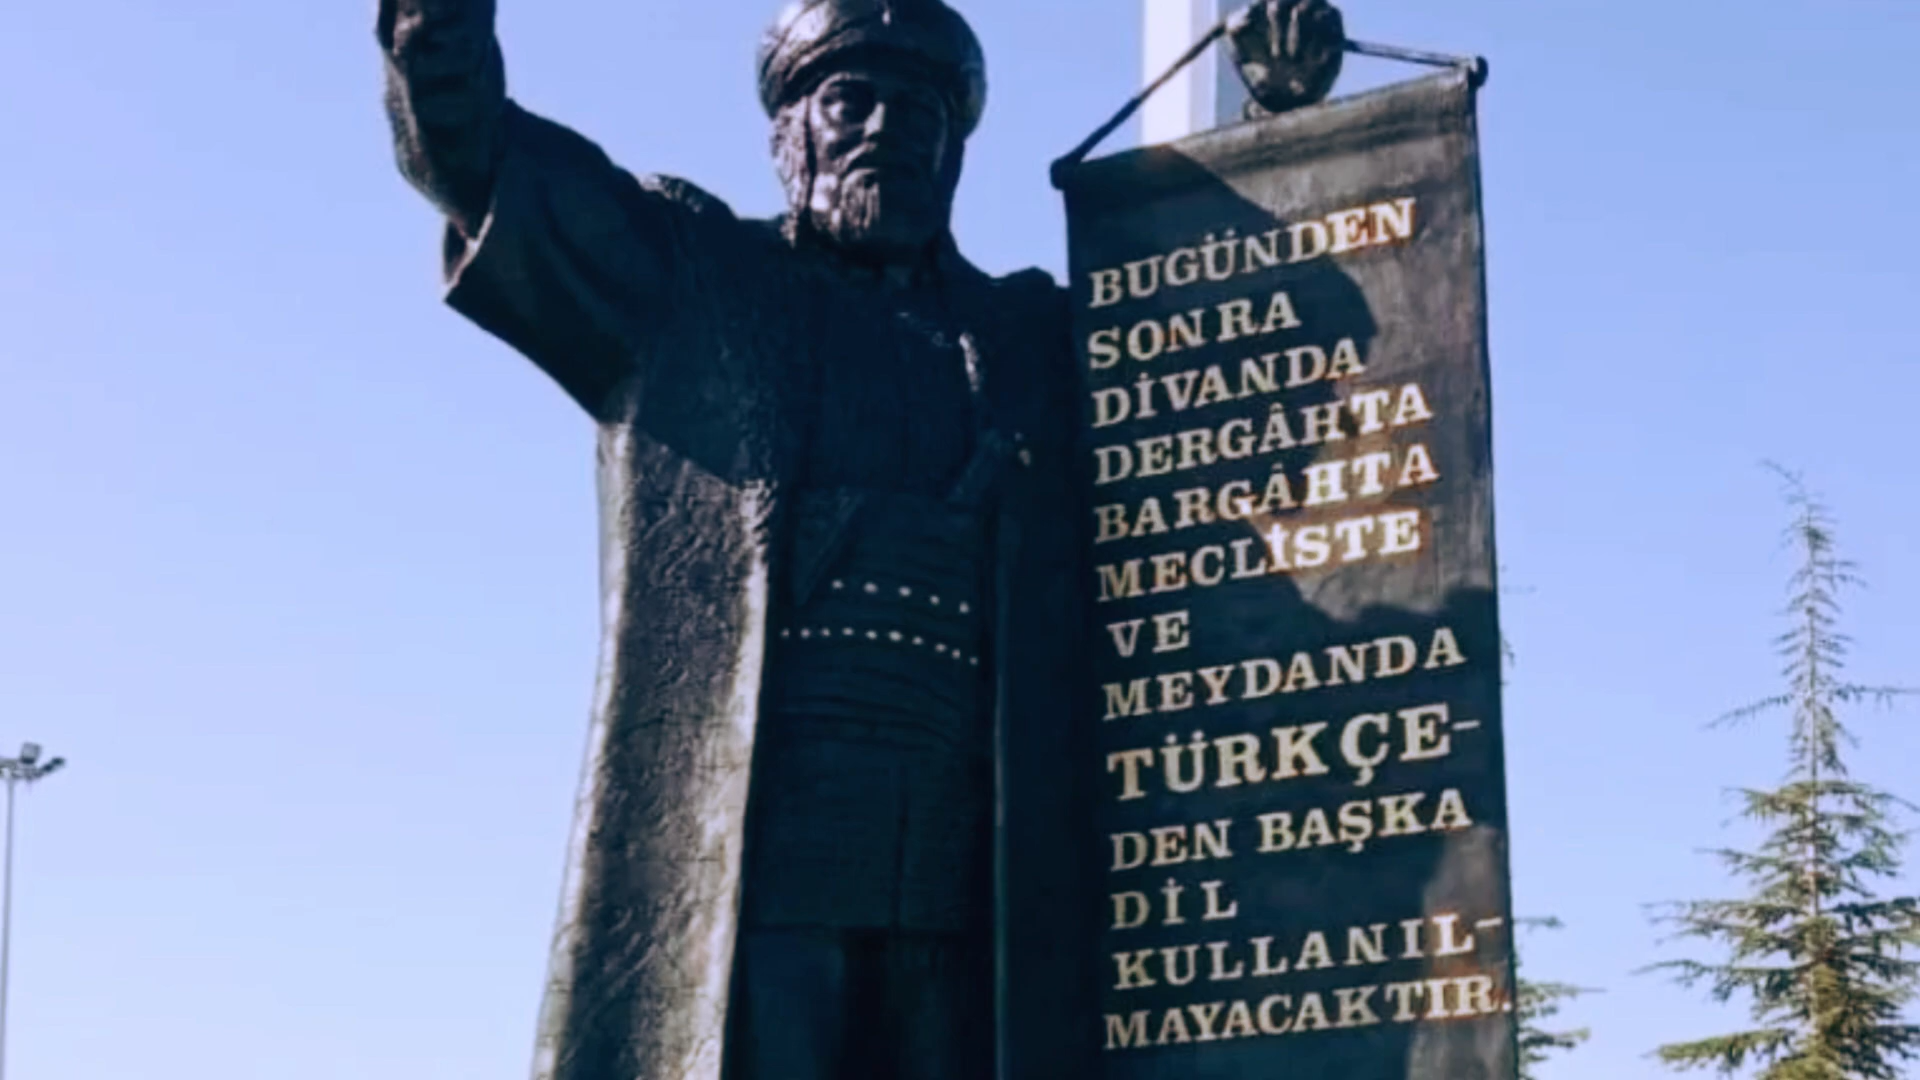 BUGÜNDEN
SONRA
DİVANDA
DERGÂHTA
BARGÂHTA
MECLİSTE
VE
MEYDANDA
TÜRKÇE-
DEN BAŞKA
DİL
KULLANIL-
MAYACAKTIR.